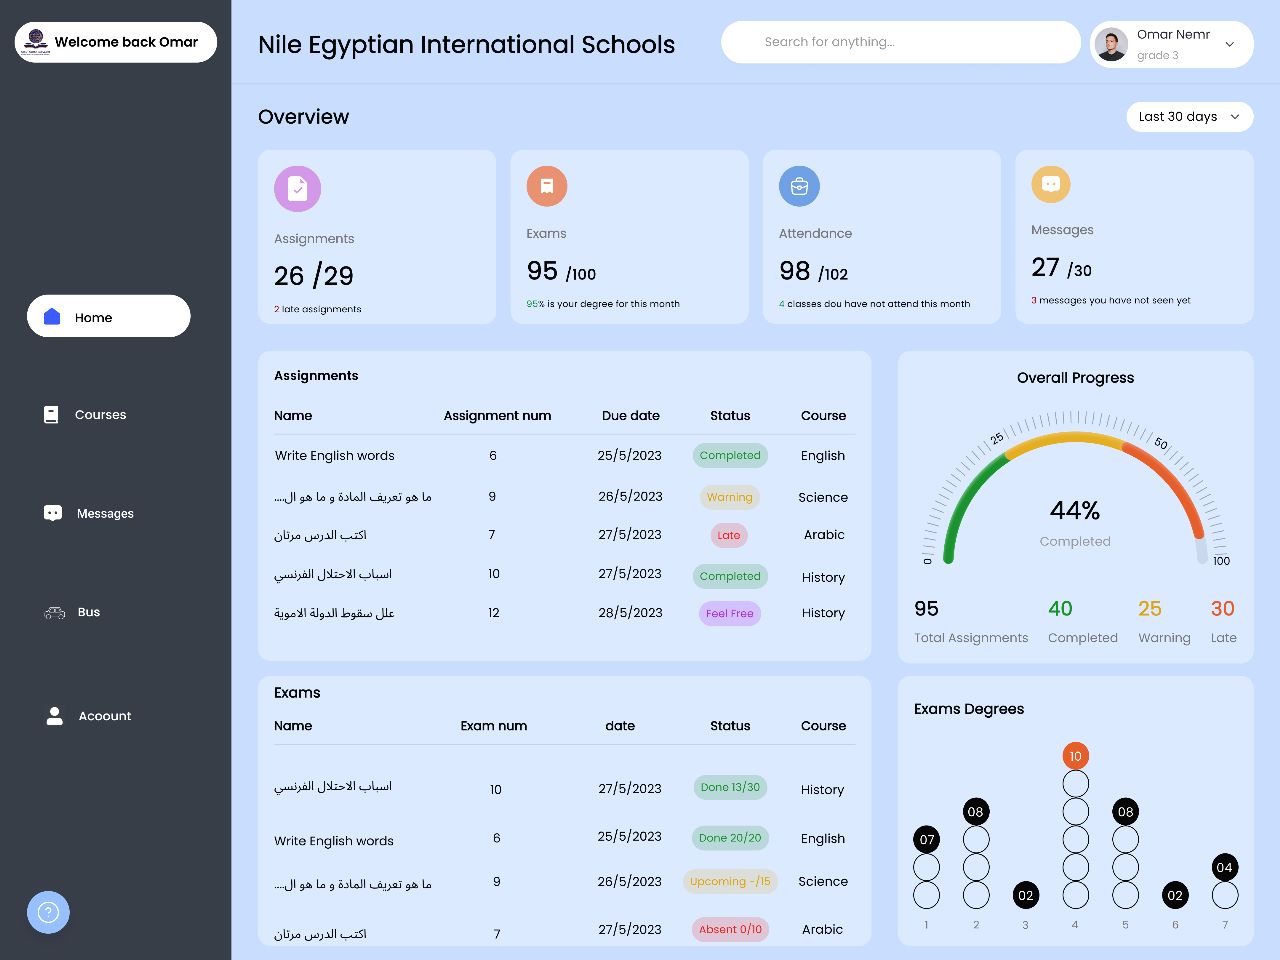 Welcome back Omar
Nile Egyptian International Schools
Search for anything...
Omar Nemr
grade 3
Overview
Last 30 days
Assignments
26 /29
2 late assignments
Exams
95 /100
95% is your degree for this month
Attendance
98 /102
4 classes dou have not attend this month
Messages
27 /30
3 messages you have not seen yet
Home
Courses
Messages
Bus
Acoount
Assignments
Name Assignment num Due date Status Course
Write English words 6 25/5/2023 Completed English
ما هو تعريف المادة و ما هو ال.... 9 26/5/2023 Warning Science
اكتب الدرس مرتان 7 27/5/2023 Late Arabic
اسباب الاحتلال الفرنسي 10 27/5/2023 Completed History
علل سقوط الدولة الاموية 12 28/5/2023 Feel Free History
Overall Progress
0 25 50 100
44%
Completed
95 40 25 30
Total Assignments Completed Warning Late
Exams
Name Exam num date Status Course
اسباب الاحتلال الفرنسي 10 27/5/2023 Done 13/30 History
Write English words 6 25/5/2023 Done 20/20 English
ما هو تعريف المادة و ما هو ال.... 9 26/5/2023 Upcoming -/15 Science
اكتب الدرس مرتان 7 27/5/2023 Absent 0/10 Arabic
Exams Degrees
07 08 02 10 08 02 04
1 2 3 4 5 6 7
?